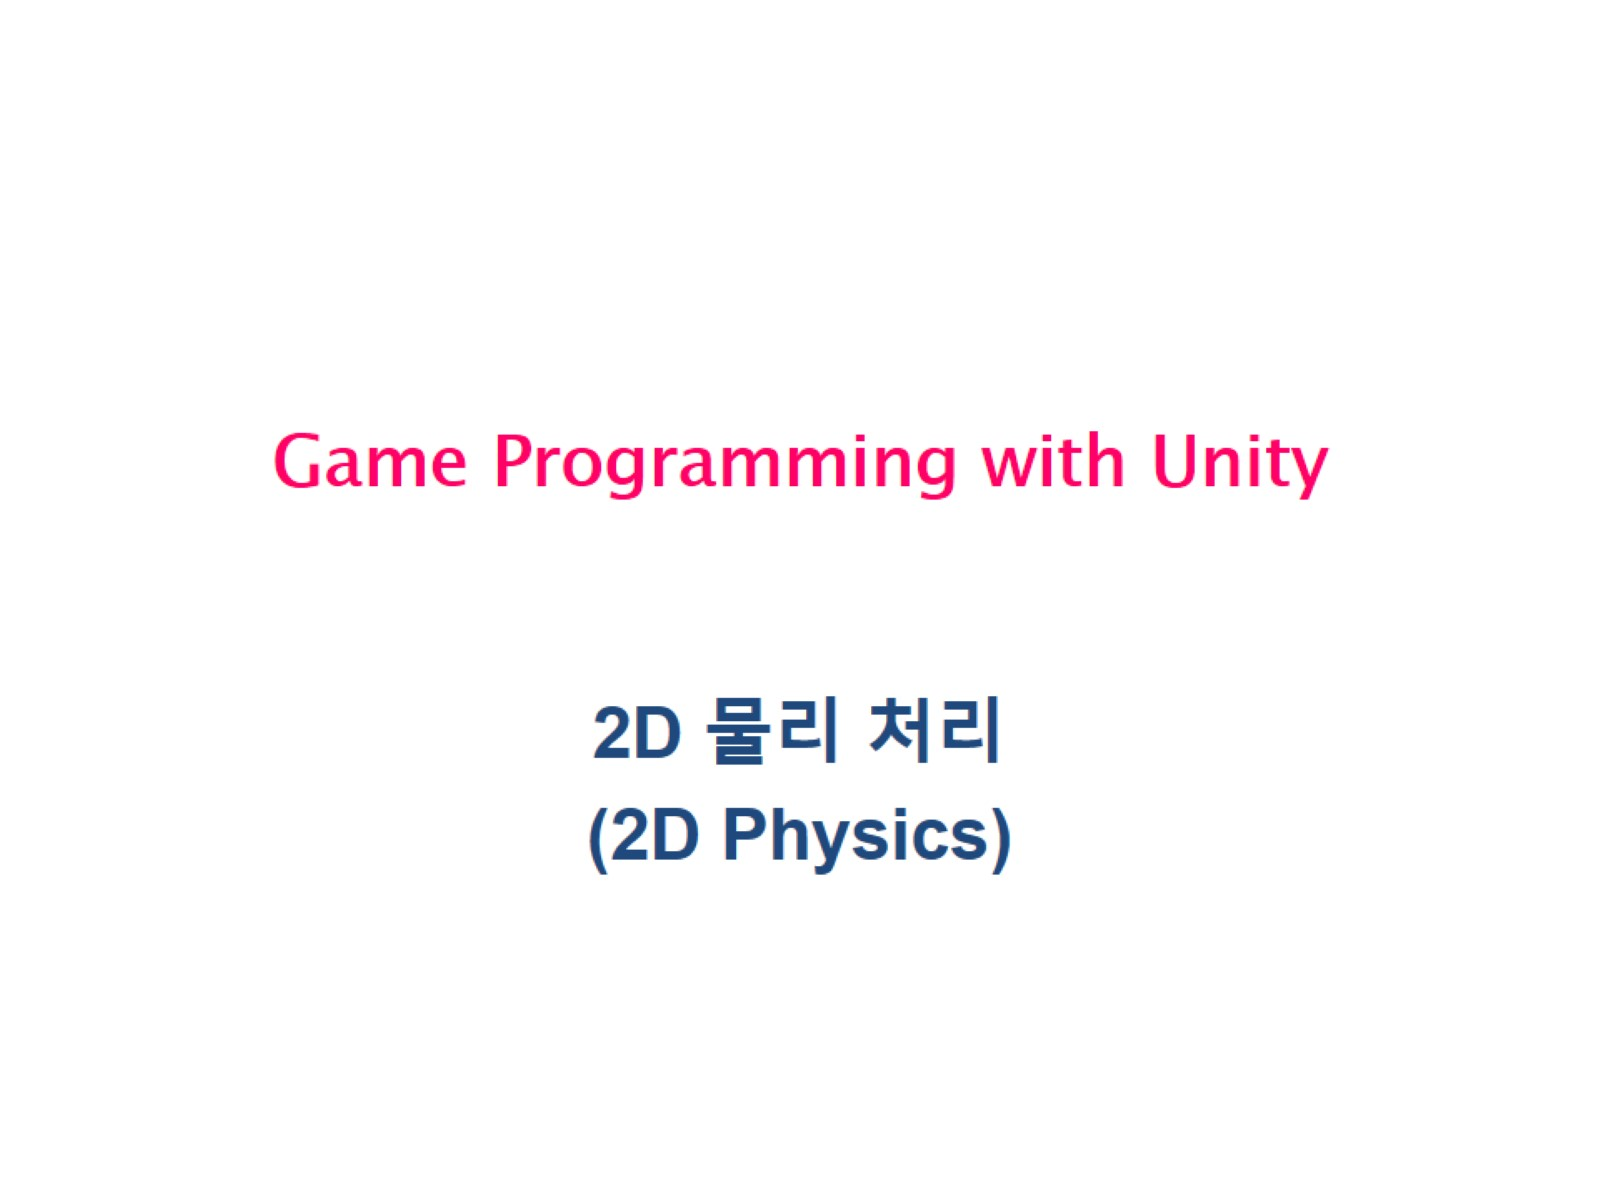 Game Programming with Unity
2D 물리 처리
(2D Physics)